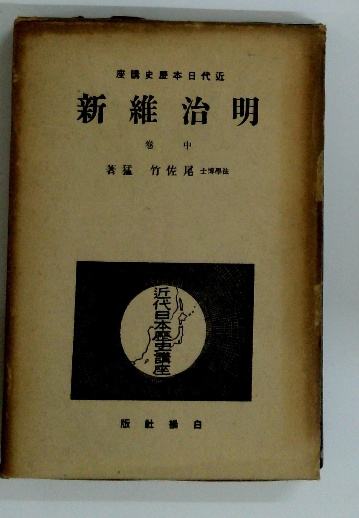 近代日本歷史講座
明治維新
中卷
法學博士 尾佐竹猛著
近代日本歷史講座
白揚社版